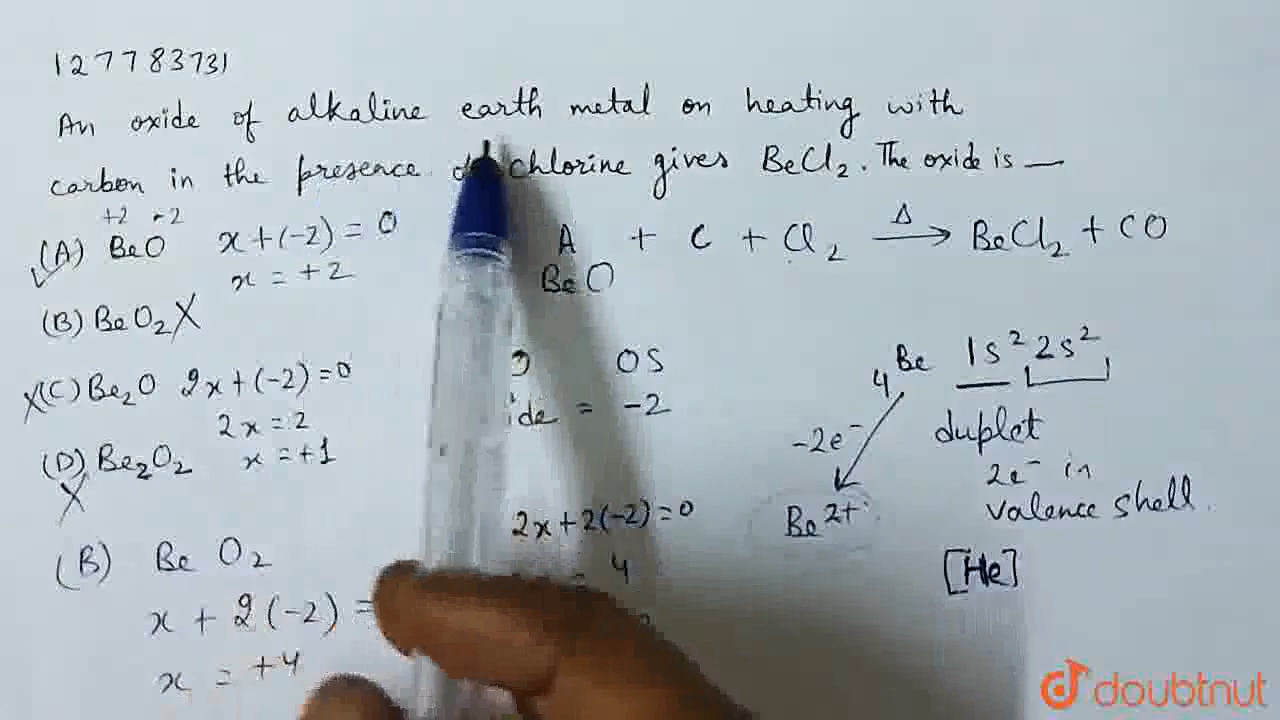 127783731
An oxide of alkaline earth metal on heating with
carbon in the presence chlorine gives BeCl2. The oxide is —
+2 -2
(A) BeO x + (-2) = 0
x = +2
A + C + Cl2 Δ→ BeCl2 + CO
BeO
(B) BeO2 X
X(C) Be2O 2x + (-2) = 0
2x = 2
x = +1
(D) Be2O2
X
OS
ide = -2
2x + 2(-2) = 0
4
4Be 1s² 2s²
-2e⁻
Be²⁺
duplet
2e⁻ in
valence shell.
[He]
(B) Be O2
x + 2(-2) =
x = +4
doubtnut